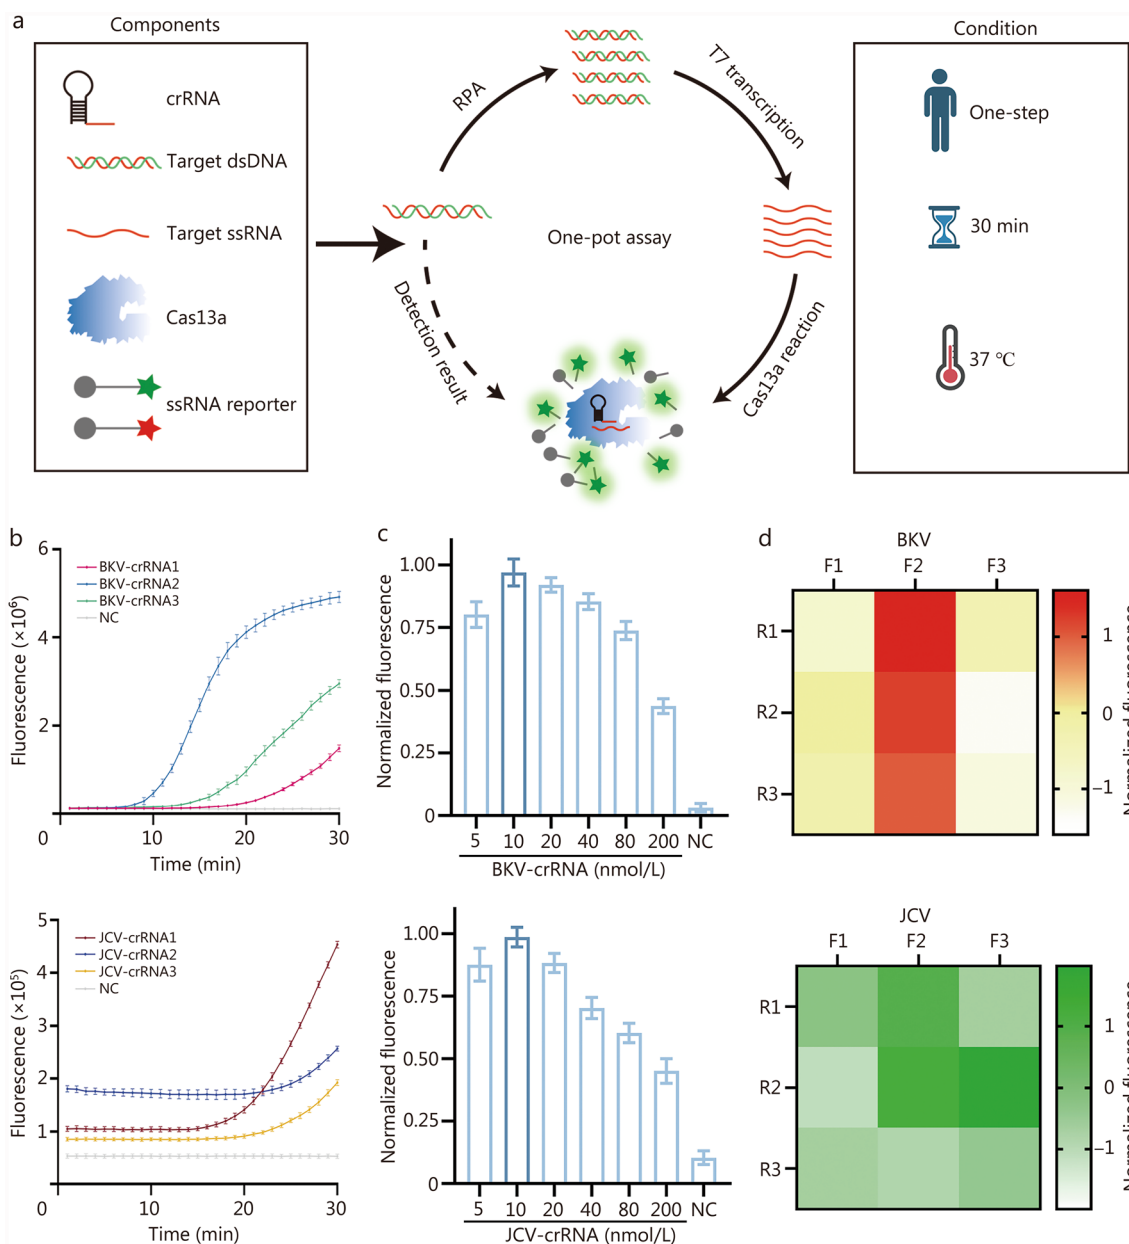 a
Components
crRNA
Target dsDNA
Target ssRNA
Cas13a
ssRNA reporter
RPA
T7 transcription
One-pot assay
Detection result
Cas13a reaction
Condition
One-step
30 min
37 ℃
b
Fluorescence (×10⁶)
6
4
2
0
10
20
30
Time (min)
BKV-crRNA1
BKV-crRNA2
BKV-crRNA3
NC
Fluorescence (×10⁵)
5
4
3
2
1
0
10
20
30
Time (min)
JCV-crRNA1
JCV-crRNA2
JCV-crRNA3
NC
c
Normalized fluorescence
1.00
0.75
0.50
0.25
0
5 10 20 40 80 200 NC
BKV-crRNA (nmol/L)
Normalized fluorescence
1.00
0.75
0.50
0.25
0
5 10 20 40 80 200 NC
JCV-crRNA (nmol/L)
d
BKV
F1 F2 F3
R1
R2
R3
1
0
−1
Normalized fluorescence
JCV
F1 F2 F3
R1
R2
R3
1
0
−1
Normalized fluorescence